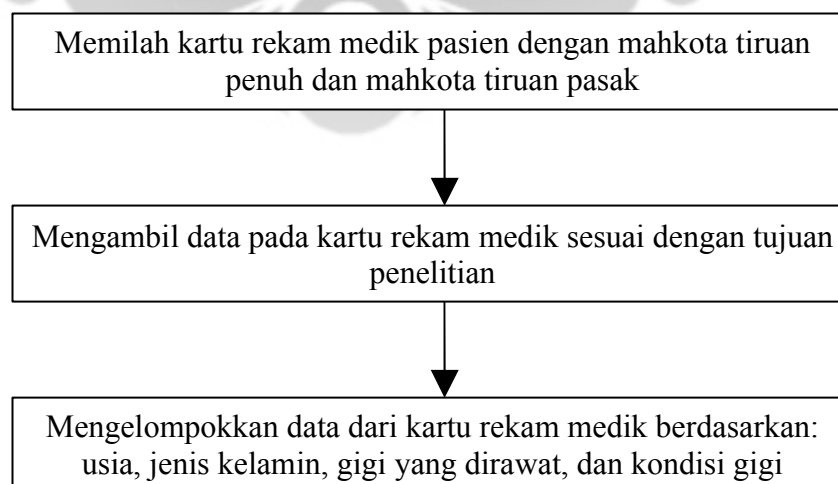 Memilah kartu rekam medik pasien dengan mahkota tiruan
penuh dan mahkota tiruan pasak
Mengambil data pada kartu rekam medik sesuai dengan tujuan
penelitian
Mengelompokkan data dari kartu rekam medik berdasarkan:
usia, jenis kelamin, gigi yang dirawat, dan kondisi gigi